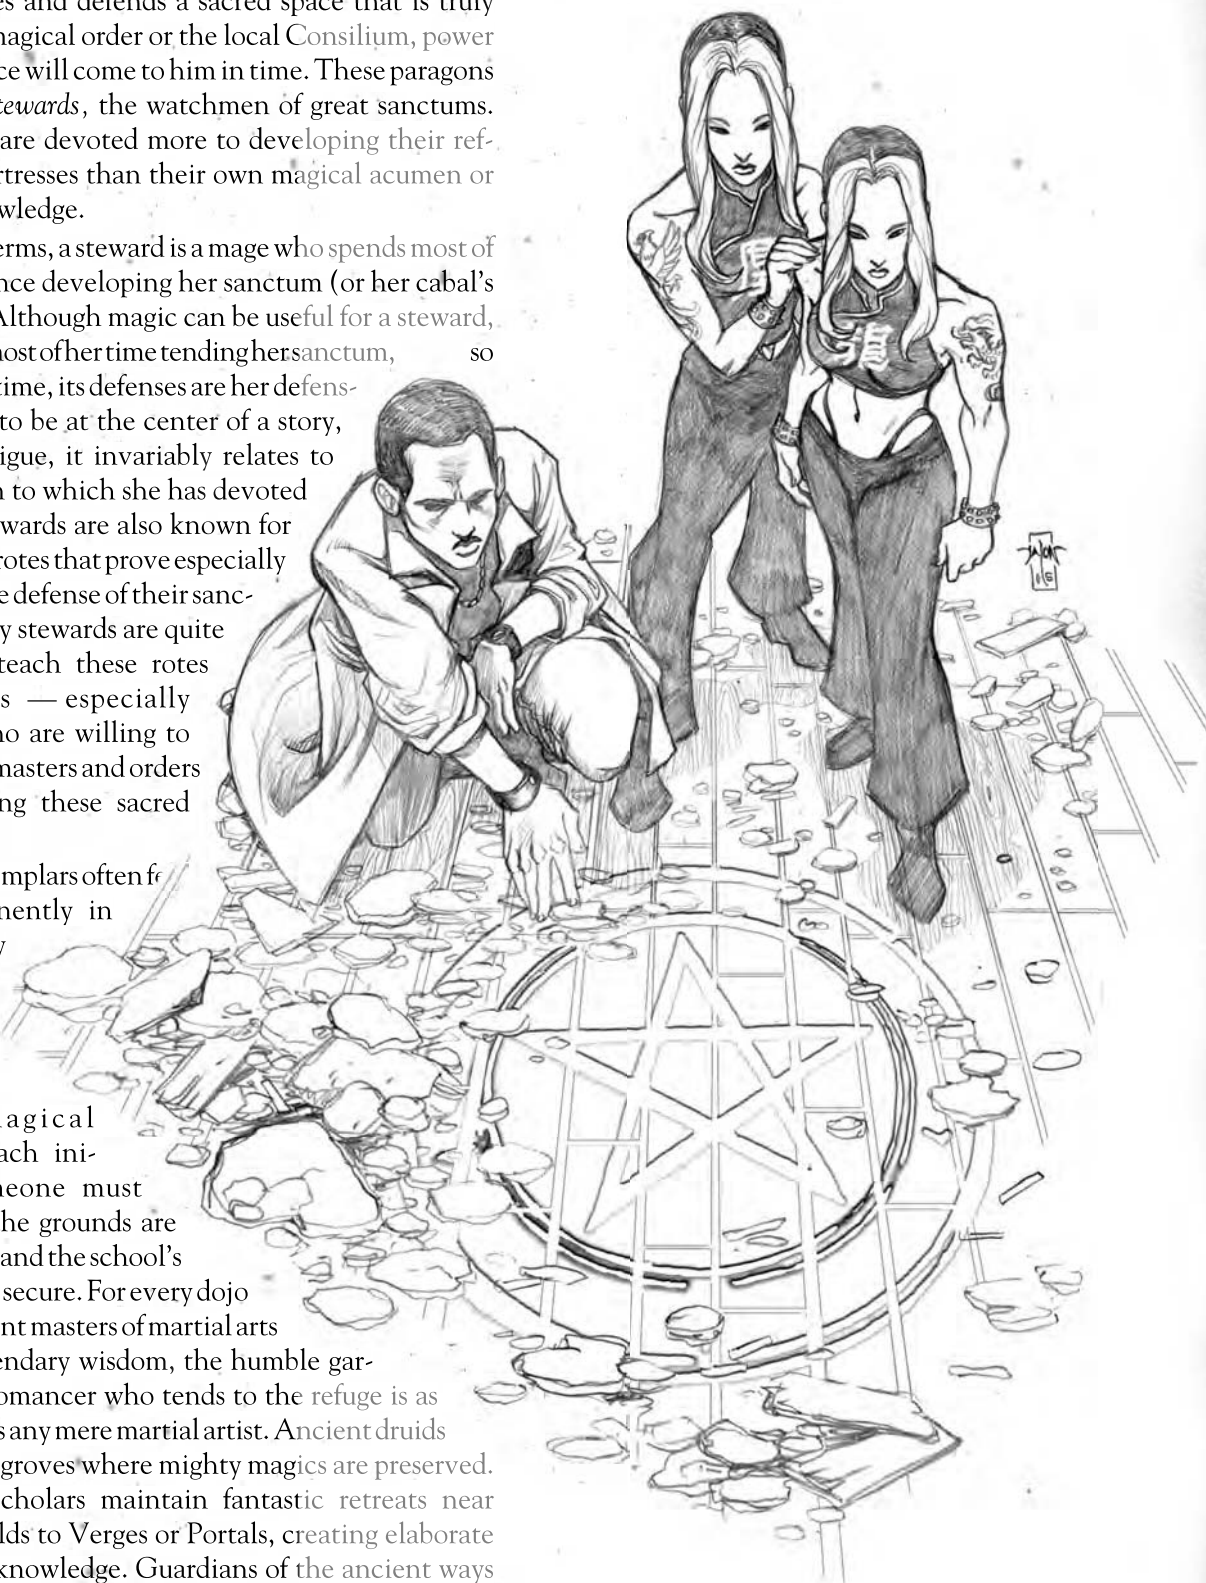 es and defends a sacred space that is truly
nagical order or the local Consilium, power
ce will come to him in time. These paragons
tewards, the watchmen of great sanctums.
are devoted more to developing their ref-
rtresses than their own magical acumen or
wledge.
erms, a steward is a mage who spends most of
nce developing her sanctum (or her cabal's
Although magic can be useful for a steward,
nost of her time tending her sanctum, so
time, its defenses are her defens-
to be at the center of a story,
igue, it invariably relates to
n to which she has devoted
wards are also known for
rotes that prove especially
e defense of their sanc-
y stewards are quite
teach these rotes
s — especially
no are willing to
masters and orders
ng these sacred
mplars often fe
nently in
y
nagical
ach ini-
neone must
he grounds are
and the school's
secure. For every dojo
nt masters of martial arts
endary wisdom, the humble gar-
omancer who tends to the refuge is as
s any mere martial artist. Ancient druids
groves where mighty magics are preserved.
cholars maintain fantastic retreats near
lds to Verges or Portals, creating elaborate
knowledge. Guardians of the ancient ways